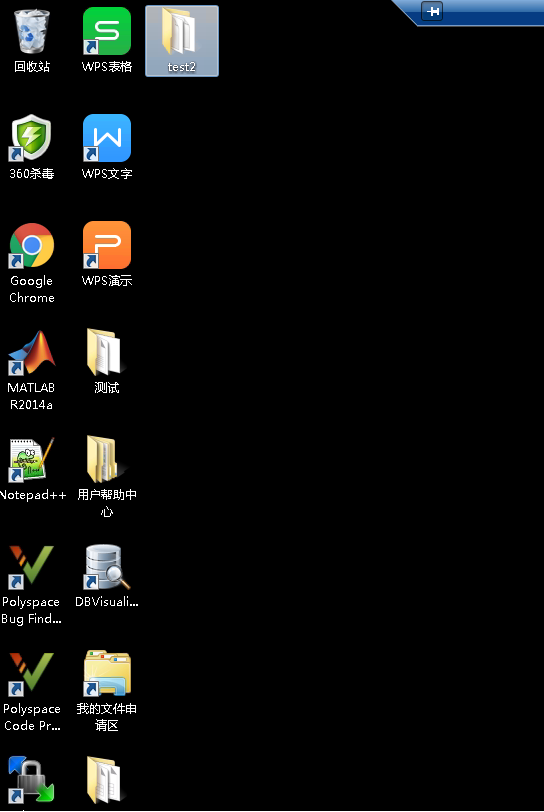 回收站
WPS表格
test2
360杀毒
WPS文字
Google
Chrome
WPS演示
MATLAB
R2014a
测试
Notepad++
用户帮助中
心
Polyspace
Bug Find...
DBVisuali...
Polyspace
Code Pr...
我的文件申
请区